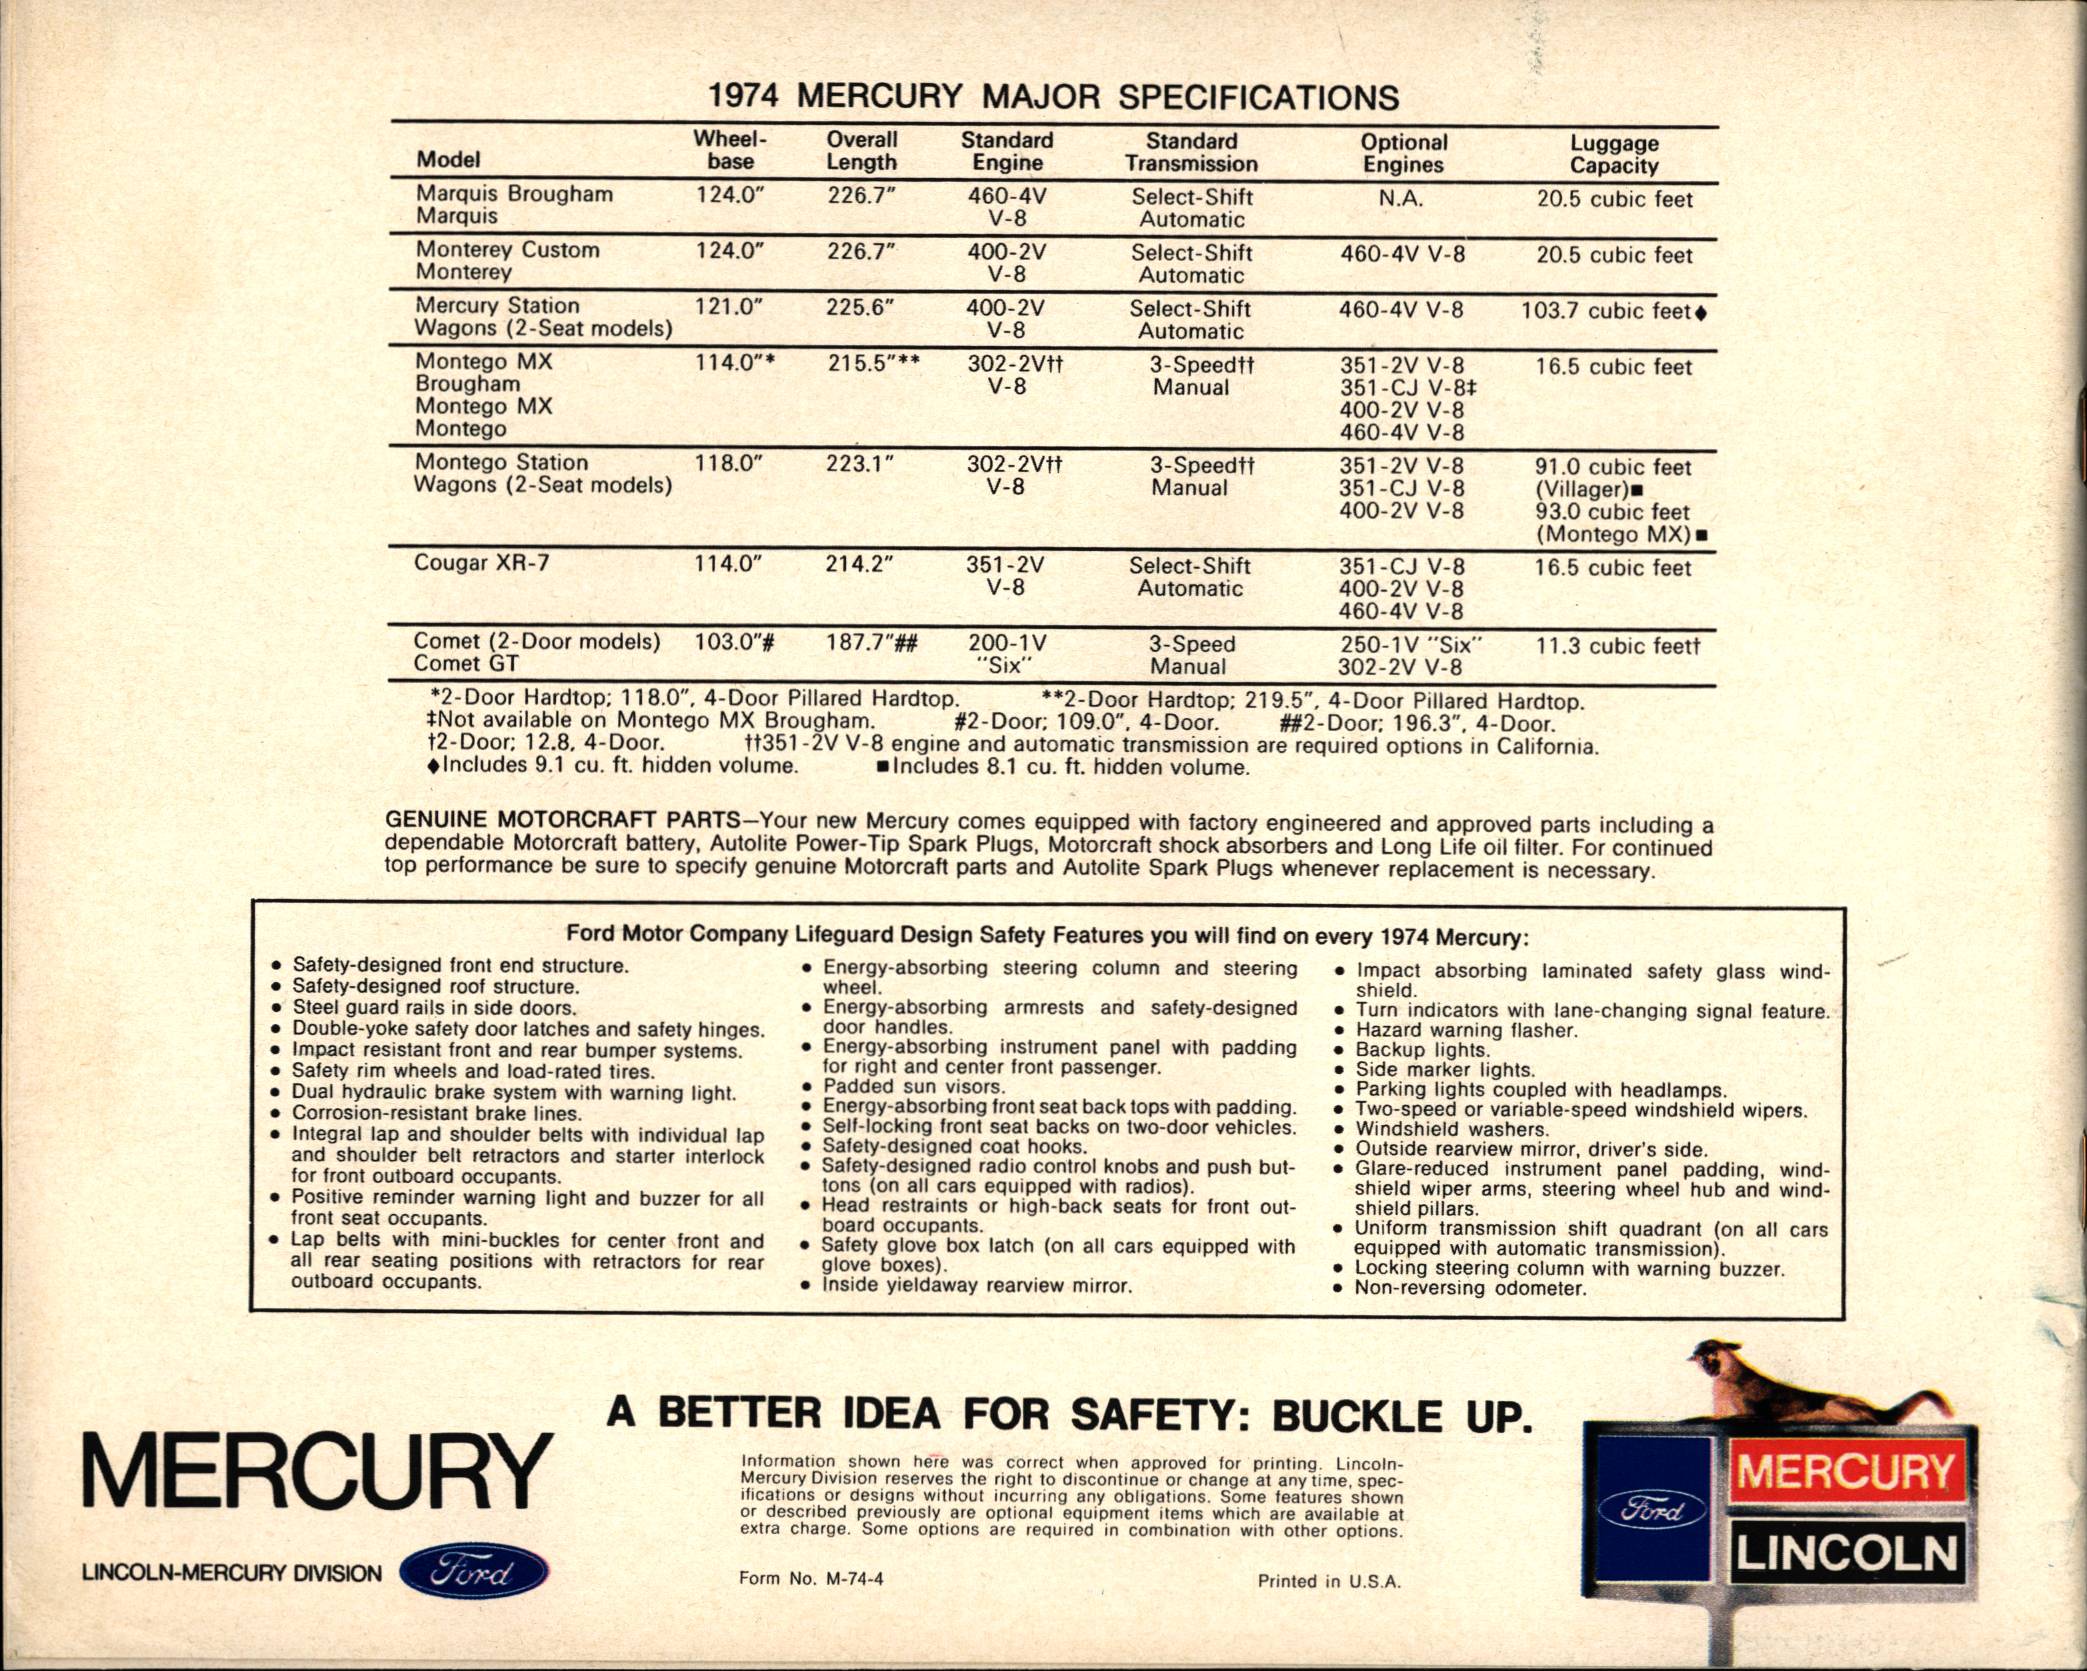 1974 MERCURY MAJOR SPECIFICATIONS
Model Wheel-base Overall Length Standard Engine Standard Transmission Optional Engines Luggage Capacity
Marquis Brougham 124.0" 226.7" 460-4V Select-Shift N.A. 20.5 cubic feet
Marquis V-8 Automatic
Monterey Custom 124.0" 226.7" 400-2V Select-Shift 460-4V V-8 20.5 cubic feet
Monterey V-8 Automatic
Mercury Station 121.0" 225.6" 400-2V Select-Shift 460-4V V-8 103.7 cubic feet♦
Wagons (2-Seat models) V-8 Automatic
Montego MX 114.0"* 215.5"** 302-2V†† 3-Speed†† 351-2V V-8 16.5 cubic feet
Brougham V-8 Manual 351-CJ V-8‡
Montego MX 400-2V V-8
Montego 460-4V V-8
Montego Station 118.0" 223.1" 302-2V†† 3-Speed†† 351-2V V-8 91.0 cubic feet
Wagons (2-Seat models) V-8 Manual 351-CJ V-8 (Villager)■
400-2V V-8 93.0 cubic feet
(Montego MX)■
Cougar XR-7 114.0" 214.2" 351-2V Select-Shift 351-CJ V-8 16.5 cubic feet
V-8 Automatic 400-2V V-8
460-4V V-8
Comet (2-Door models) 103.0"# 187.7"## 200-1V 3-Speed 250-1V "Six" 11.3 cubic feet†
Comet GT "Six" Manual 302-2V V-8
*2-Door Hardtop; 118.0", 4-Door Pillared Hardtop. **2-Door Hardtop; 219.5", 4-Door Pillared Hardtop.
‡Not available on Montego MX Brougham. #2-Door; 109.0", 4-Door. ##2-Door; 196.3", 4-Door.
†2-Door; 12.8, 4-Door. ††351-2V V-8 engine and automatic transmission are required options in California.
♦Includes 9.1 cu. ft. hidden volume. ■Includes 8.1 cu. ft. hidden volume.
GENUINE MOTORCRAFT PARTS—Your new Mercury comes equipped with factory engineered and approved parts including a
dependable Motorcraft battery, Autolite Power-Tip Spark Plugs, Motorcraft shock absorbers and Long Life oil filter. For continued
top performance be sure to specify genuine Motorcraft parts and Autolite Spark Plugs whenever replacement is necessary.
Ford Motor Company Lifeguard Design Safety Features you will find on every 1974 Mercury:
• Safety-designed front end structure.
• Safety-designed roof structure.
• Steel guard rails in side doors.
• Double-yoke safety door latches and safety hinges.
• Impact resistant front and rear bumper systems.
• Safety rim wheels and load-rated tires.
• Dual hydraulic brake system with warning light.
• Corrosion-resistant brake lines.
• Integral lap and shoulder belts with individual lap
and shoulder belt retractors and starter interlock
for front outboard occupants.
• Positive reminder warning light and buzzer for all
front seat occupants.
• Lap belts with mini-buckles for center front and
all rear seating positions with retractors for rear
outboard occupants.
• Energy-absorbing steering column and steering
wheel.
• Energy-absorbing armrests and safety-designed
door handles.
• Energy-absorbing instrument panel with padding
for right and center front passenger.
• Padded sun visors.
• Energy-absorbing front seat back tops with padding.
• Self-locking front seat backs on two-door vehicles.
• Safety-designed coat hooks.
• Safety-designed radio control knobs and push but-
tons (on all cars equipped with radios).
• Head restraints or high-back seats for front out-
board occupants.
• Safety glove box latch (on all cars equipped with
glove boxes).
• Inside yieldaway rearview mirror.
• Impact absorbing laminated safety glass wind-
shield.
• Turn indicators with lane-changing signal feature.
• Hazard warning flasher.
• Backup lights.
• Side marker lights.
• Parking lights coupled with headlamps.
• Two-speed or variable-speed windshield wipers.
• Windshield washers.
• Outside rearview mirror, driver's side.
• Glare-reduced instrument panel padding, wind-
shield wiper arms, steering wheel hub and wind-
shield pillars.
• Uniform transmission shift quadrant (on all cars
equipped with automatic transmission).
• Locking steering column with warning buzzer.
• Non-reversing odometer.
A BETTER IDEA FOR SAFETY: BUCKLE UP.
MERCURY
LINCOLN-MERCURY DIVISION Ford
Information shown here was correct when approved for printing. Lincoln-
Mercury Division reserves the right to discontinue or change at any time, spec-
ifications or designs without incurring any obligations. Some features shown
or described previously are optional equipment items which are available at
extra charge. Some options are required in combination with other options.
Form No. M-74-4 Printed in U.S.A.
Ford
MERCURY
LINCOLN